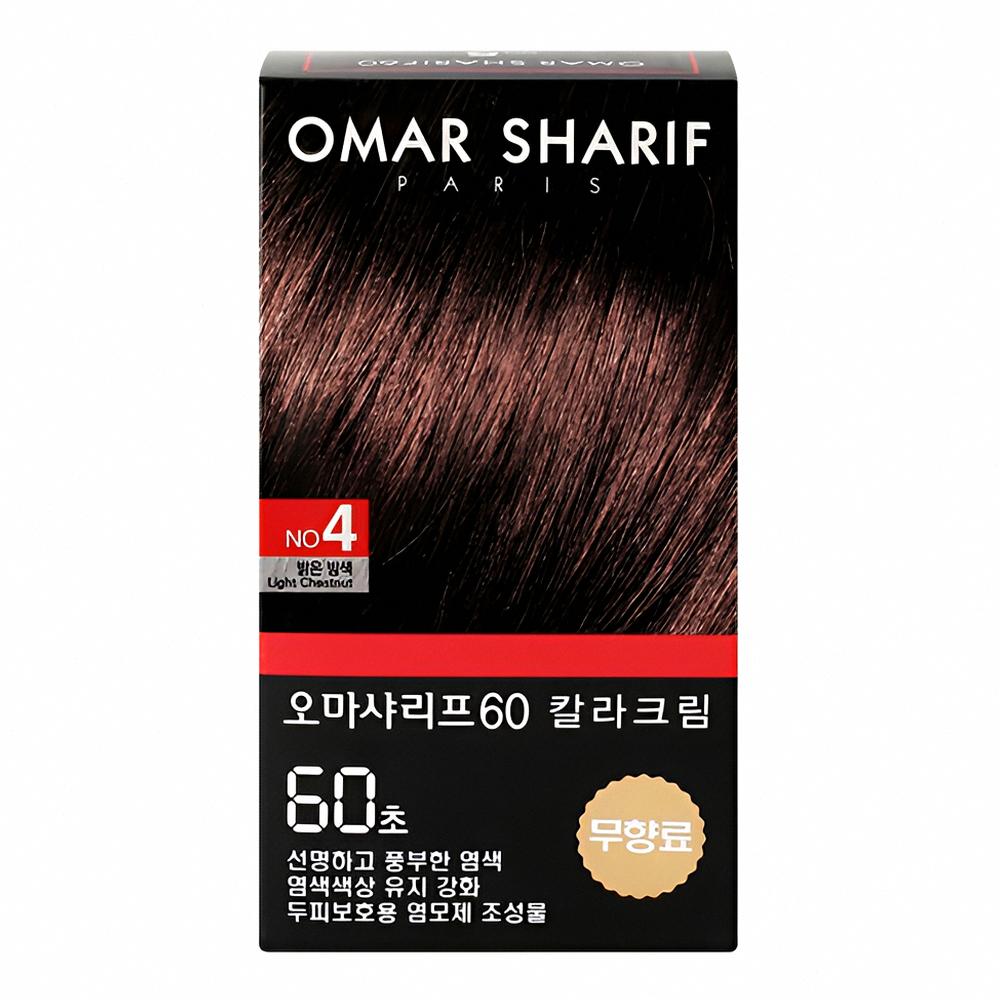 OMAR SHARIF60
OMAR SHARIF
PARIS
NO 4
밝은 밤색
Light Chestnut
오마샤리프60 칼라크림
60초
무향료
선명하고 풍부한 염색
염색색상 유지 강화
두피보호용 염모제 조성물